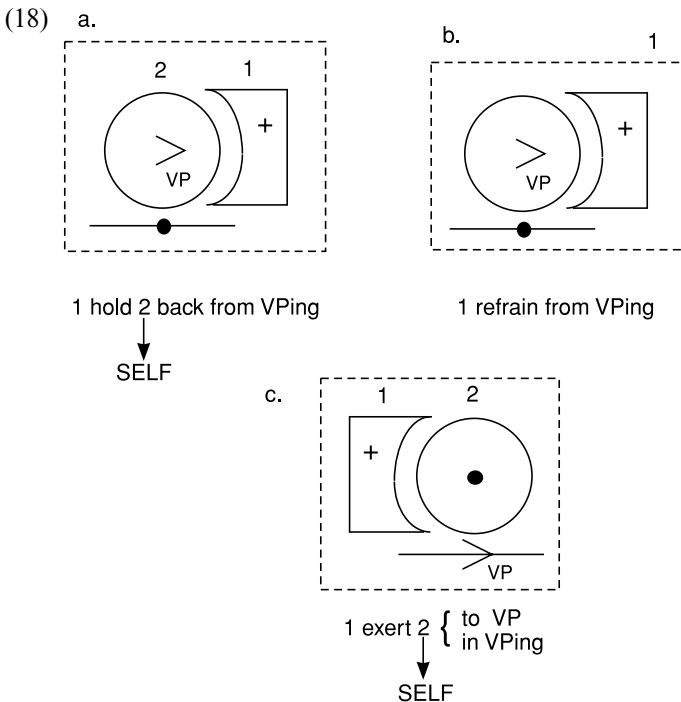 (18) a.
b.
1
2 1
+
>
VP
+
>
VP
1 hold 2 back from VPing
SELF
1 refrain from VPing
c.
1 2
+
VP
1 exert 2 { to VP
in VPing
SELF